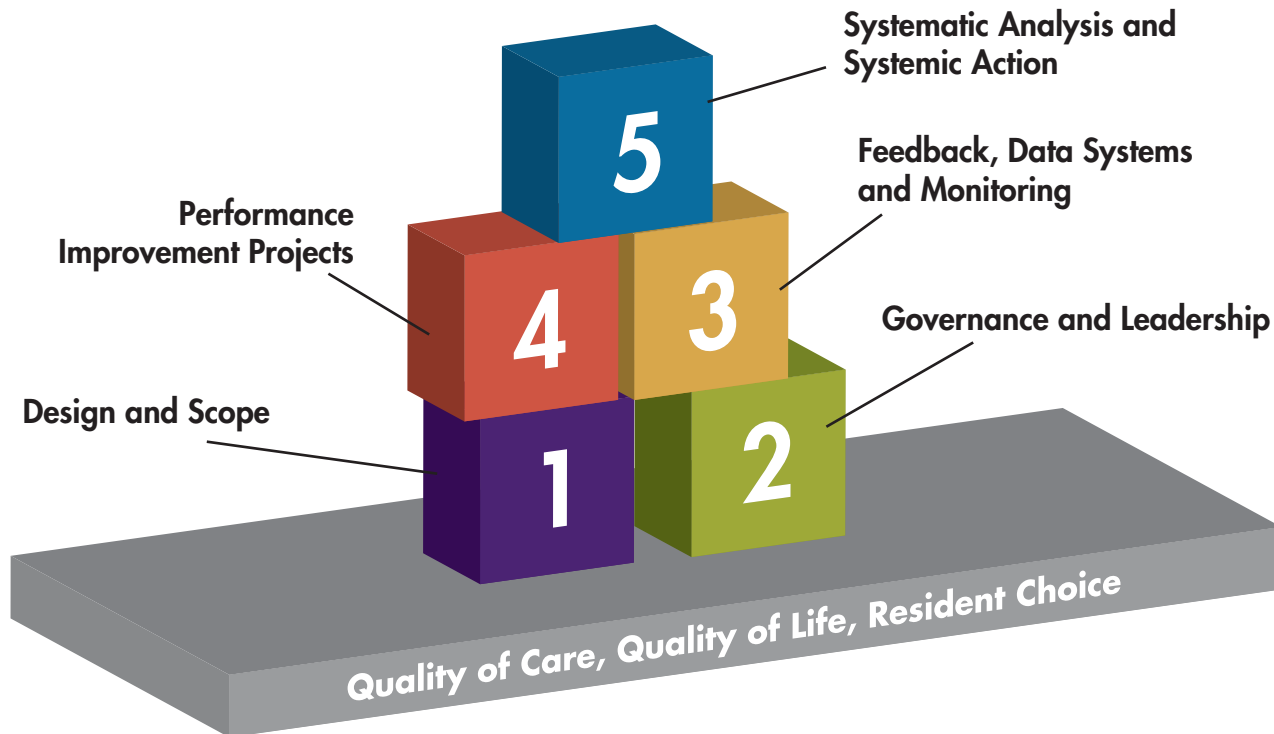 Systematic Analysis and
Systemic Action
5
Feedback, Data Systems
and Monitoring
Performance
Improvement Projects
4
3
Governance and Leadership
Design and Scope
1
2
Quality of Care, Quality of Life, Resident Choice